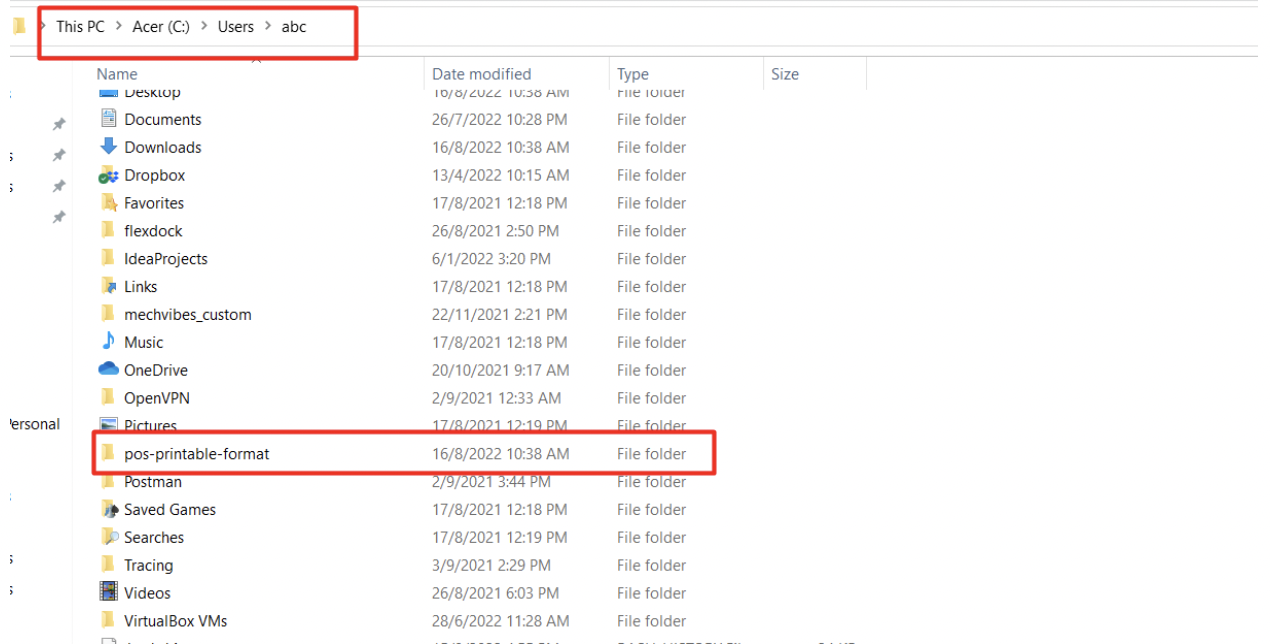 This PC > Acer (C:) > Users > abc
Name Date modified Type Size
Desktop 16/8/2022 10:38 AM File folder
Documents 26/7/2022 10:28 PM File folder
Downloads 16/8/2022 10:38 AM File folder
Dropbox 13/4/2022 10:15 AM File folder
Favorites 17/8/2021 12:18 PM File folder
flexdock 26/8/2021 2:50 PM File folder
IdeaProjects 6/1/2022 3:20 PM File folder
Links 17/8/2021 12:18 PM File folder
mechvibes_custom 22/11/2021 2:21 PM File folder
Music 17/8/2021 12:18 PM File folder
OneDrive 20/10/2021 9:17 AM File folder
OpenVPN 2/9/2021 12:33 AM File folder
Personal
Pictures 17/8/2021 12:19 PM File folder
pos-printable-format 16/8/2022 10:38 AM File folder
Postman 2/9/2021 3:44 PM File folder
Saved Games 17/8/2021 12:18 PM File folder
Searches 17/8/2021 12:19 PM File folder
Tracing 3/9/2021 2:29 PM File folder
Videos 26/8/2021 6:03 PM File folder
VirtualBox VMs 28/6/2022 11:28 AM File folder